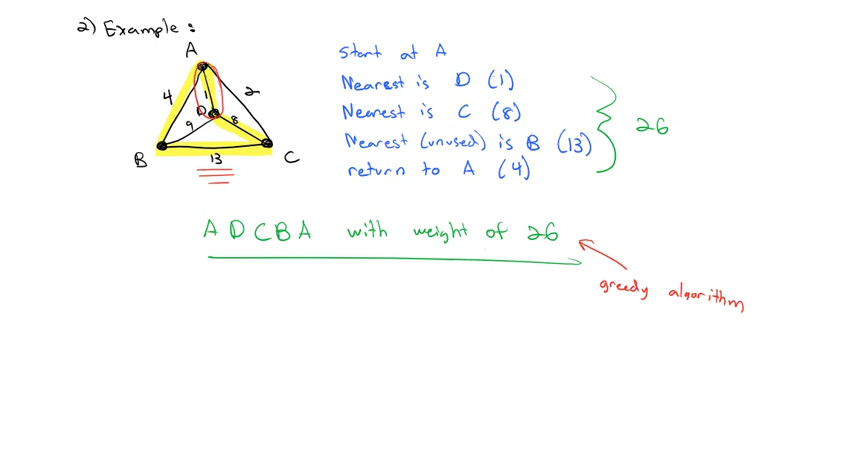 2) Example:
A
4
1
2
D
9
8
B
13
C
Start at A
Nearest is D (1)
Nearest is C (8)
Nearest (unused) is B (13)
return to A (4)
26
A D C B A with weight of 26
greedy algorithm